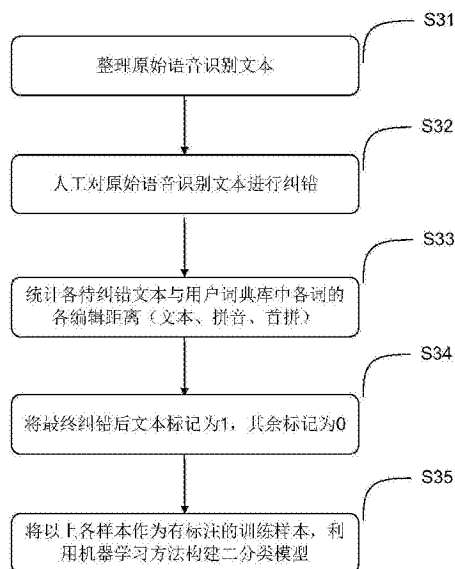 S31
整理原始语音识别文本
S32
人工对原始语音识别文本进行纠错
S33
统计各待纠错文本与用户词典库中各词的
各编辑距离（文本、拼音、首拼）
S34
将最终纠错后文本标记为1，其余标记为0
S35
将以上各样本作为有标注的训练样本，利
用机器学习方法构建二分类模型